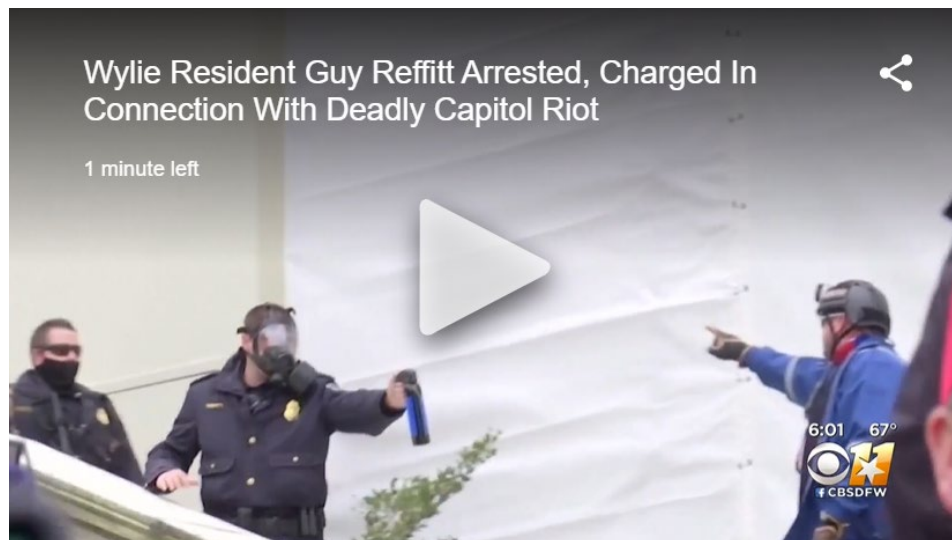 Wylie Resident Guy Reffitt Arrested, Charged In
Connection With Deadly Capitol Riot
1 minute left
6:01 67°
11
CBSDFW